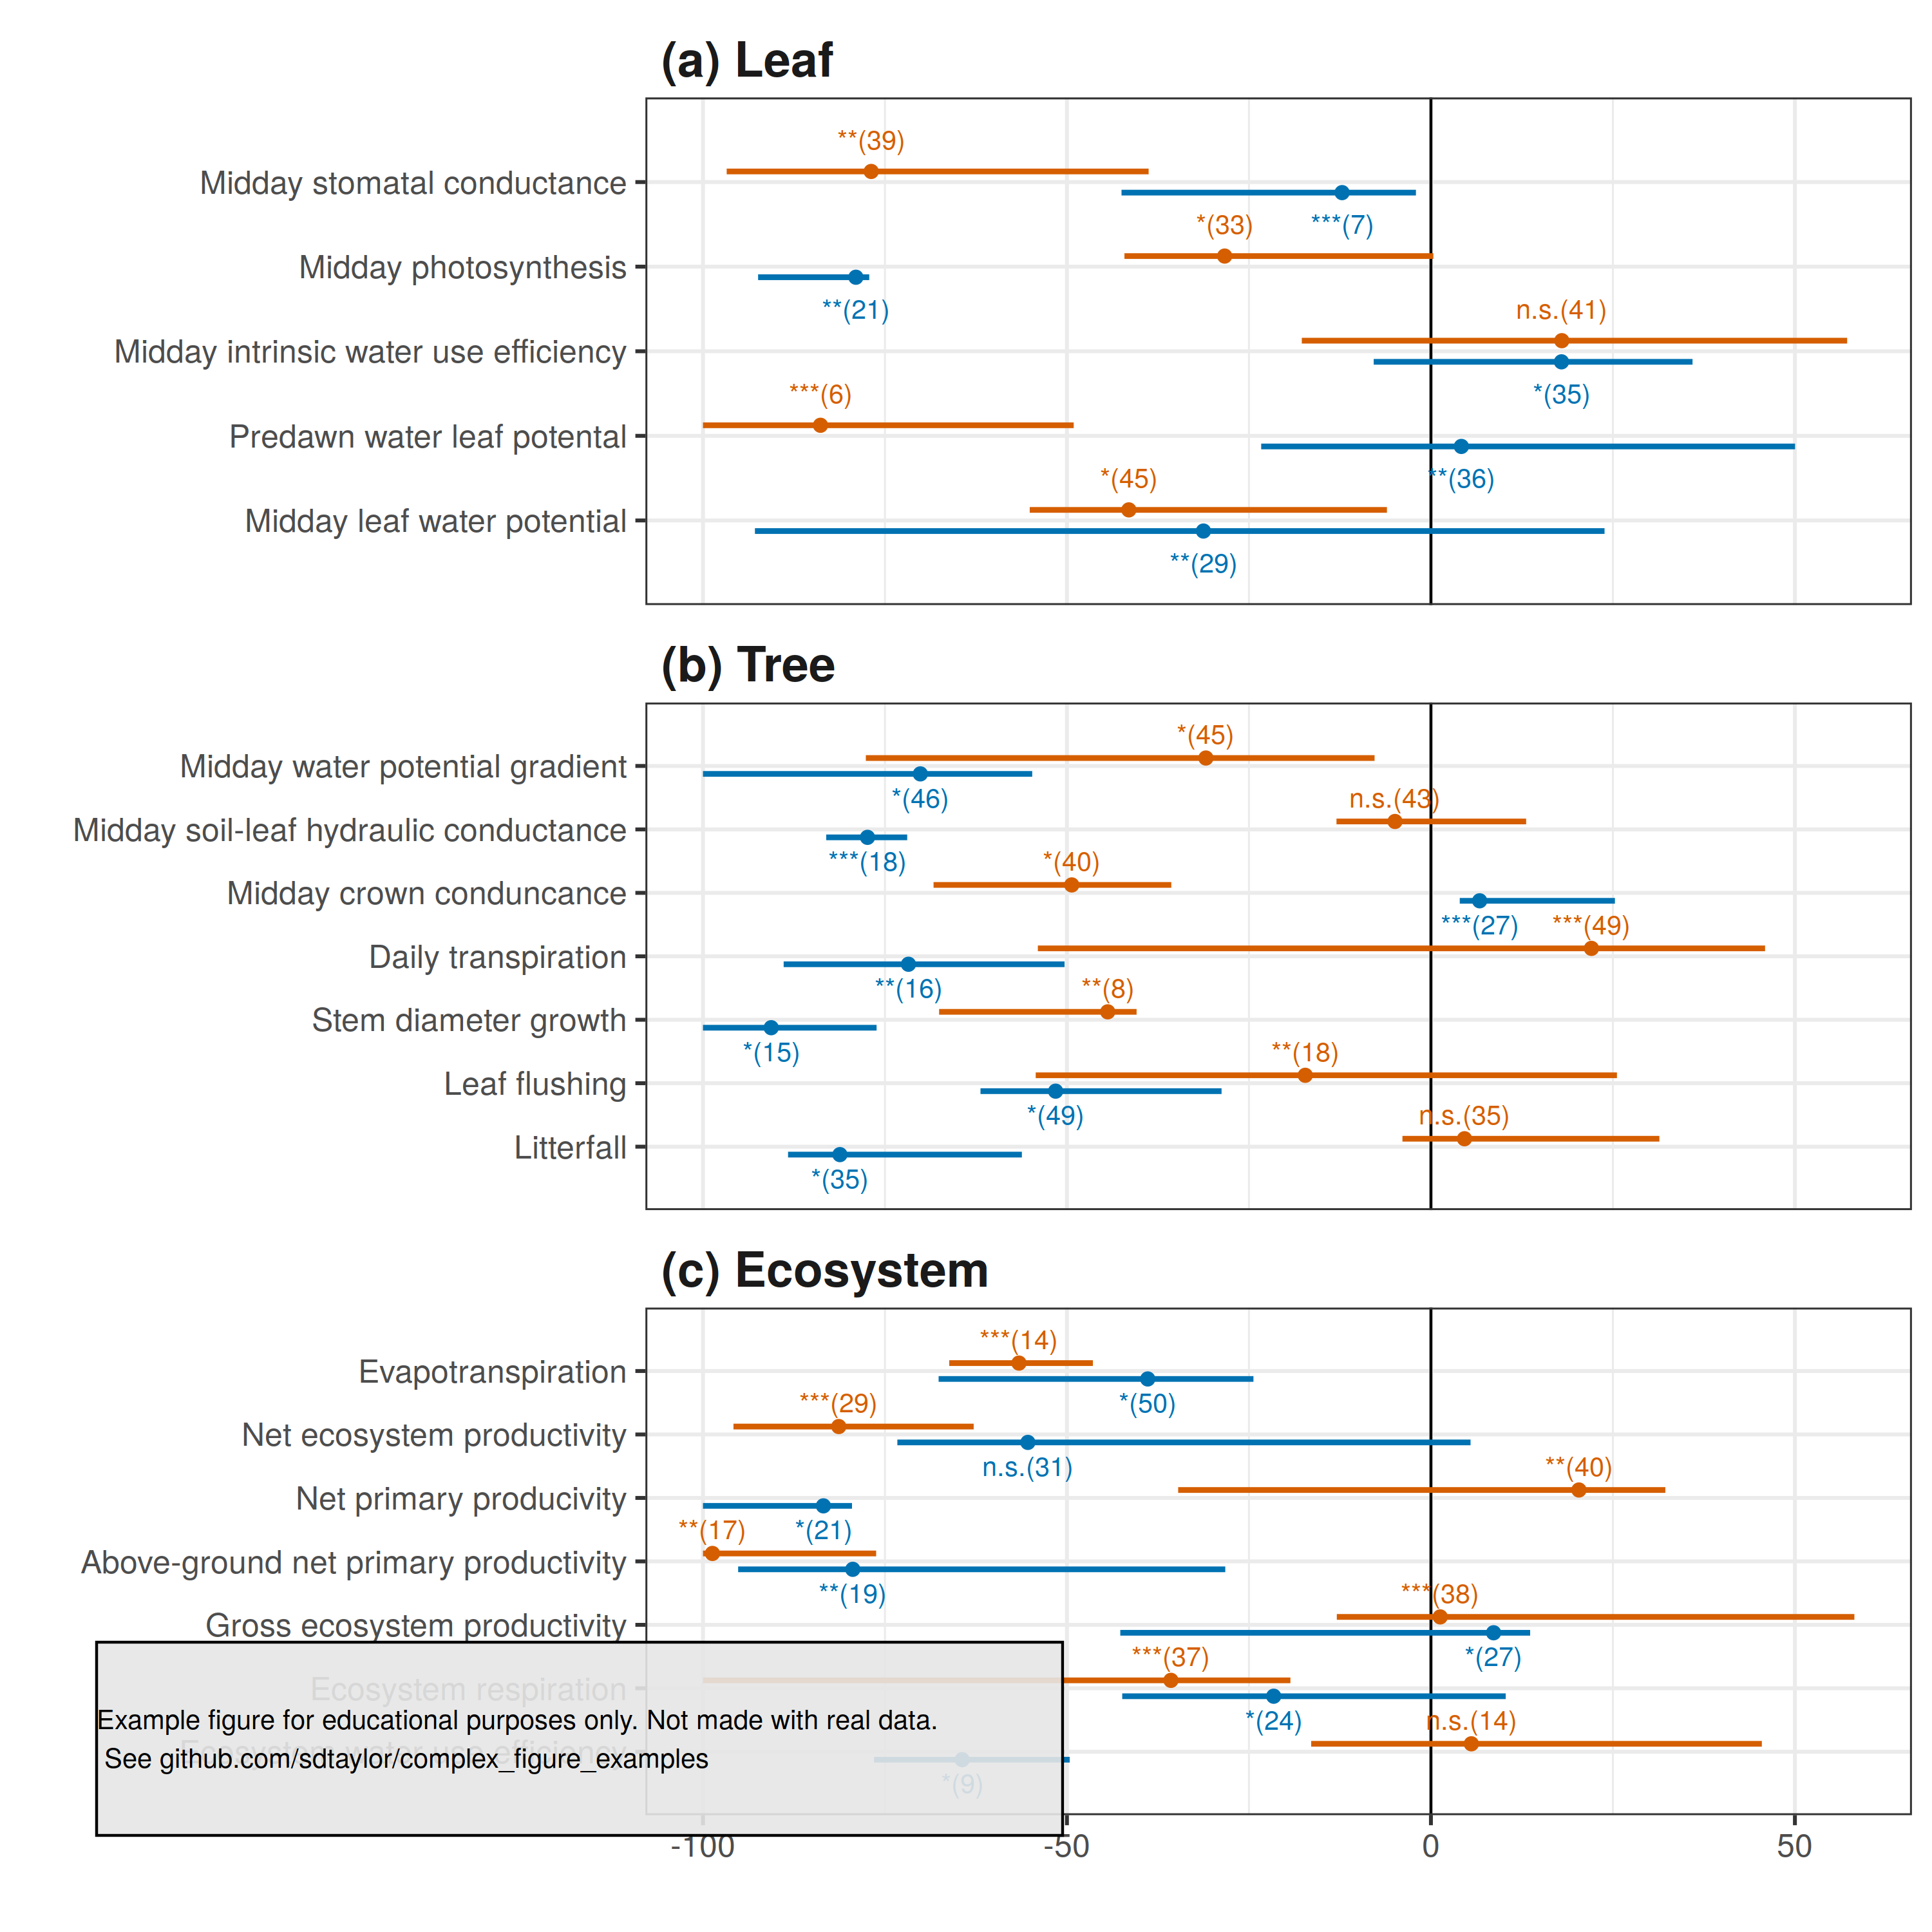 (a) Leaf
**(39)
Midday stomatal conductance
*(33) ***(7)
Midday photosynthesis
**(21)
n.s.(41)
Midday intrinsic water use efficiency
***(6) *(35)
Predawn water leaf potental
*(45) **(36)
Midday leaf water potential
**(29)
(b) Tree
*(45)
Midday water potential gradient
*(46) n.s.(43)
Midday soil-leaf hydraulic conductance
***(18) *(40)
Midday crown conduncance
***(27) ***(49)
Daily transpiration
**(16) **(8)
Stem diameter growth
*(15) **(18)
Leaf flushing
*(49) n.s.(35)
Litterfall
*(35)
(c) Ecosystem
***(14)
Evapotranspiration
***(29) *(50)
Net ecosystem productivity
n.s.(31) **(40)
Net primary producivity
**(17) *(21)
Above-ground net primary productivity
**(19) ***(38)
Gross ecosystem productivity
***(37) *(27)
Ecosystem respiration
Example figure for educational purposes only. Not made with real data.
*(24) n.s.(14)
Ecosystem water use efficiency
See github.com/sdtaylor/complex_figure_examples
*(9)
-100 -50 0 50